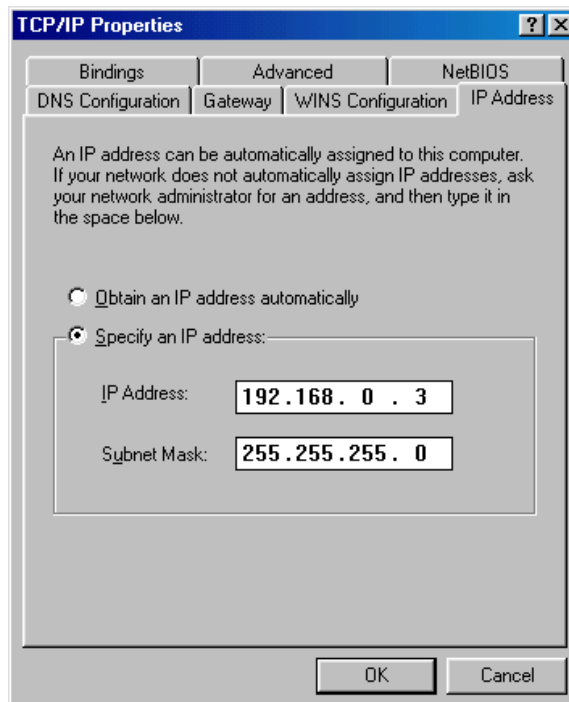 TCP/IP Properties
? ×
Bindings Advanced NetBIOS
DNS Configuration Gateway WINS Configuration IP Address
An IP address can be automatically assigned to this computer.
If your network does not automatically assign IP addresses, ask
your network administrator for an address, and then type it in
the space below.
Obtain an IP address automatically
Specify an IP address:
IP Address: 192.168. 0 . 3
Subnet Mask: 255.255.255. 0
OK Cancel